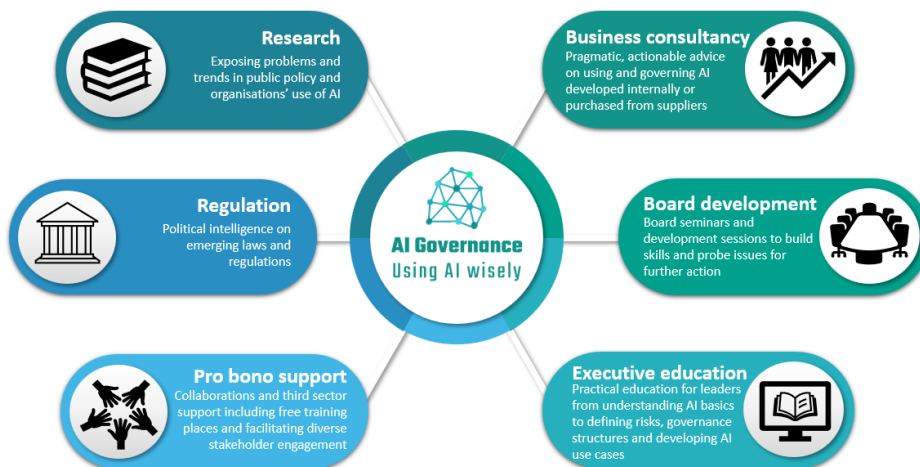 Research
Exposing problems and
trends in public policy and
organisations' use of AI
Business consultancy
Pragmatic, actionable advice
on using and governing AI
developed internally or
purchased from suppliers
Regulation
Political intelligence on
emerging laws and
regulations
AI Governance
Using AI wisely
Board development
Board seminars and
development sessions to build
skills and probe issues for
further action
Pro bono support
Collaborations and third sector
support including free training
places and facilitating diverse
stakeholder engagement
Executive education
Practical education for leaders
from understanding AI basics
to defining risks, governance
structures and developing AI
use cases